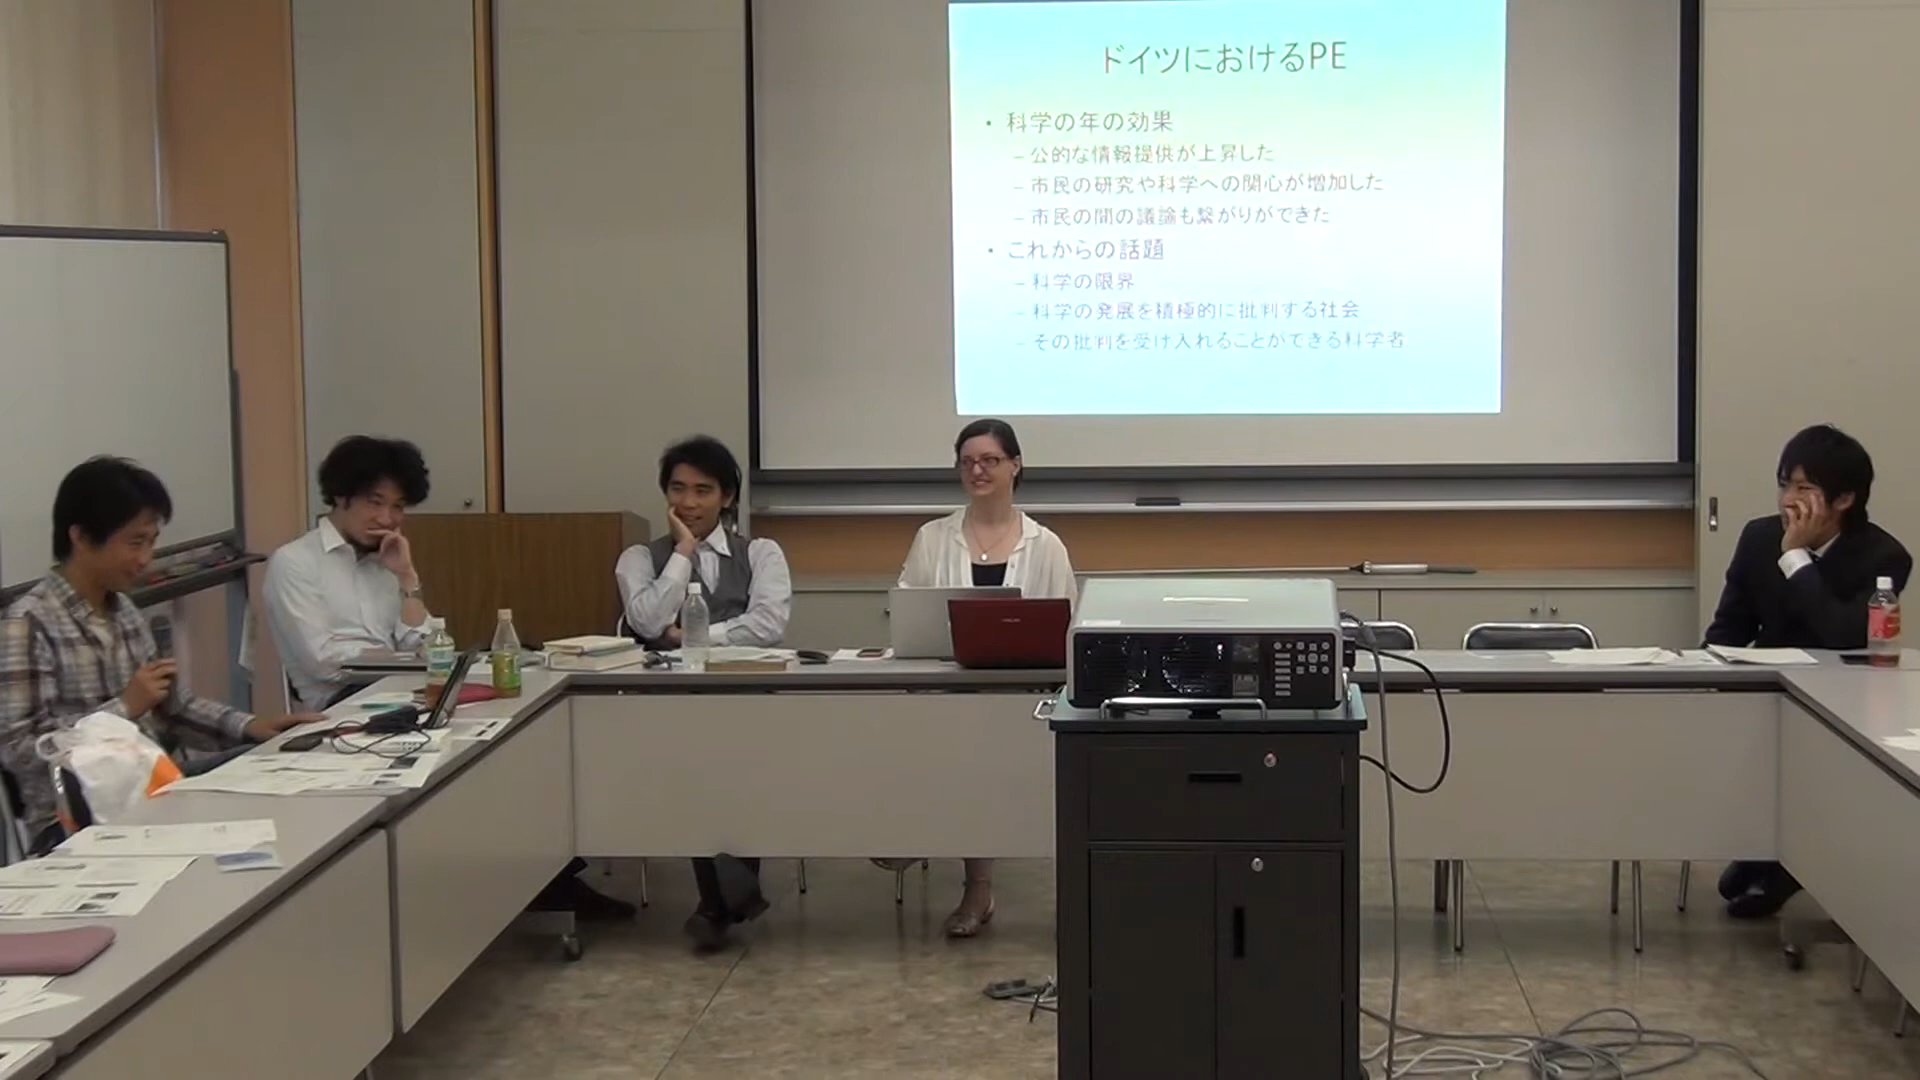 ドイツにおけるPE
• 科学の年の効果
– 公的な情報提供が上昇した
– 市民の研究や科学への関心が増加した
– 市民の間の議論も繋がりができた
• これからの話題
– 科学の限界
– 科学の発展を積極的に批判する社会
– その批判を受け入れることができる科学者